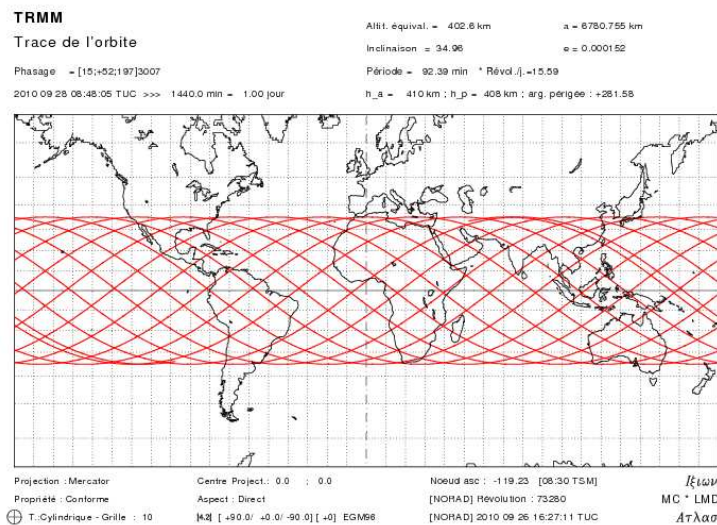 TRMM
Trace de l'orbite
Phasage = [15;+52;197]3007
2010 09 28 08:48:05 TUC >>> 1440.0 min = 1.00 jour
Altit. équival. = 402.6 km a = 6780.755 km
Inclinaison = 34.96 e = 0.000152
Période = 92.39 min * Révol./j.=15.59
h_a = 410 km ; h_p = 408 km ; arg. périgée : +281.58
Projection : Mercator
Propriété : Conforme
T.:Cylindrique - Grille : 10
Centre Project.: 0.0 ; 0.0
Aspect : Direct
[4.2] [ +90.0/ +0.0/ -90.0] [ +0] EGM96
Noeud asc : -119.23 [08:30 TSM]
[NORAD] Révolution : 73280
[NORAD] 2010 09 26 16:27:11 TUC
Ιξιων
MC * LMD
Ατλας